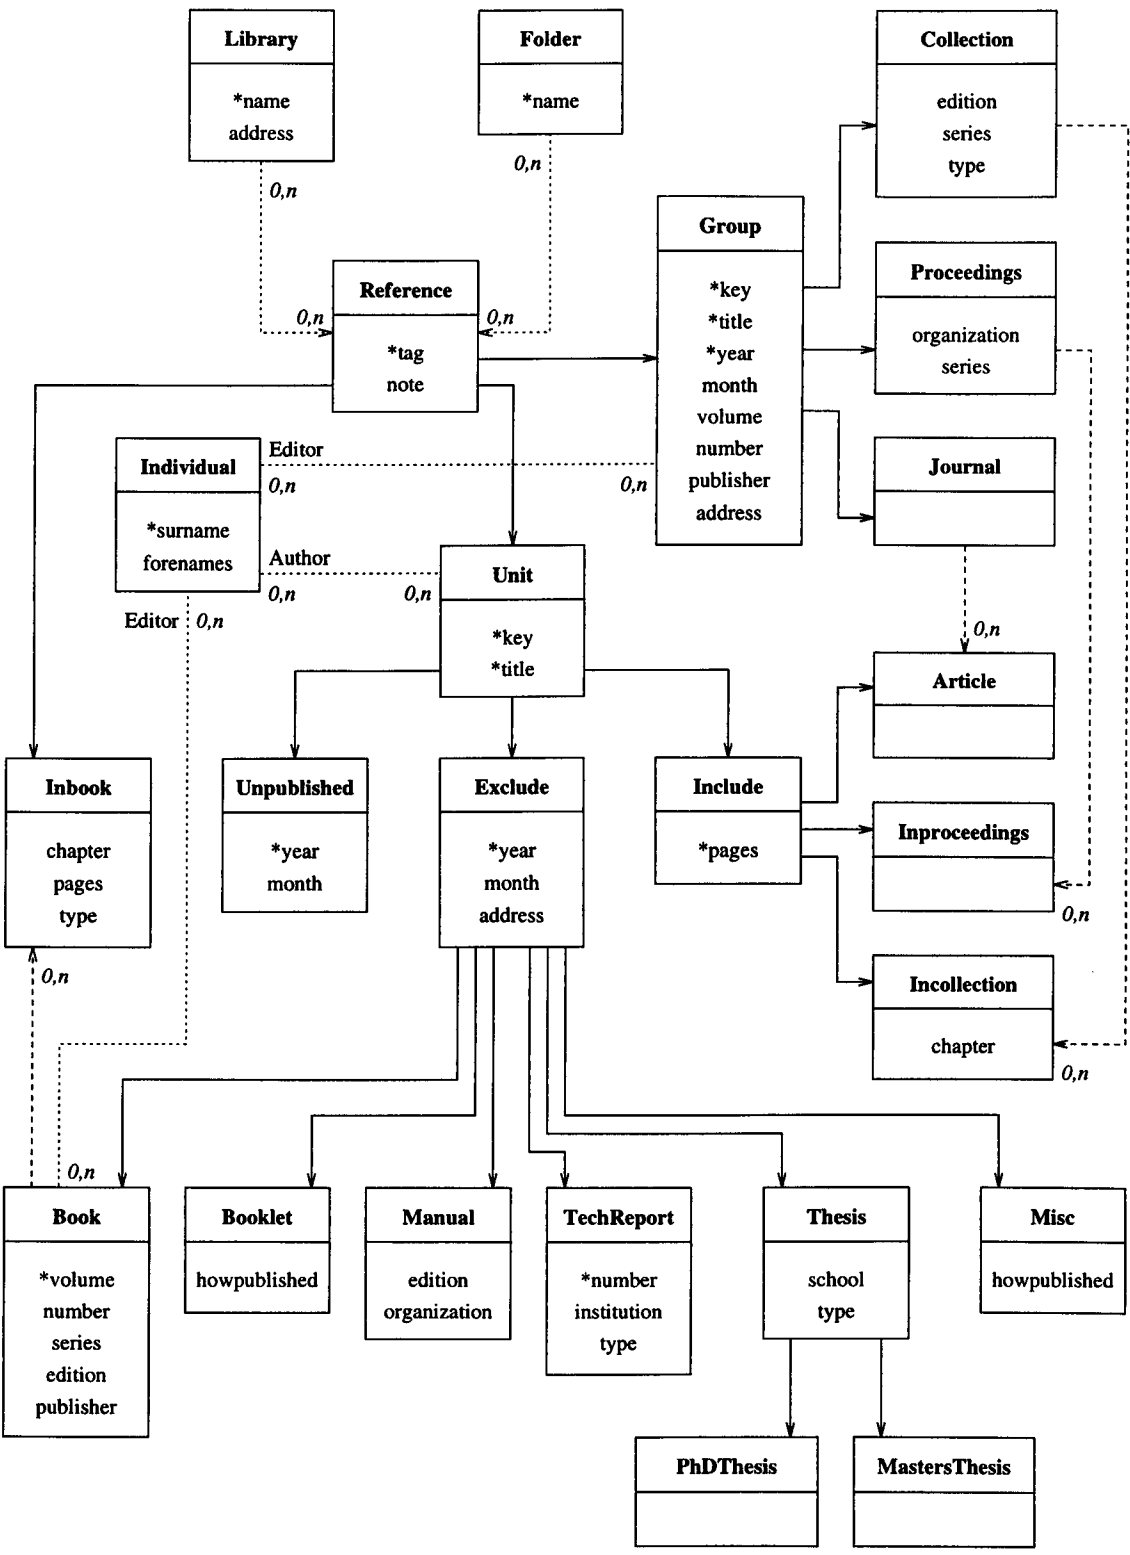 Library
*name
address
0,n
Folder
*name
0,n
Collection
edition
series
type
Group
*key
*title
*year
month
volume
number
publisher
address
Reference
*tag
note
0,n
0,n
Proceedings
organization
series
Individual
*surname
forenames
Editor
0,n
0,n
Author
0,n
0,n
Editor
0,n
Journal
0,n
Unit
*key
*title
Article
Inbook
chapter
pages
type
0,n
Unpublished
*year
month
Exclude
*year
month
address
Include
*pages
Inproceedings
0,n
Incollection
chapter
0,n
0,n
Book
*volume
number
series
edition
publisher
Booklet
howpublished
Manual
edition
organization
TechReport
*number
institution
type
Thesis
school
type
Misc
howpublished
PhDThesis
MastersThesis